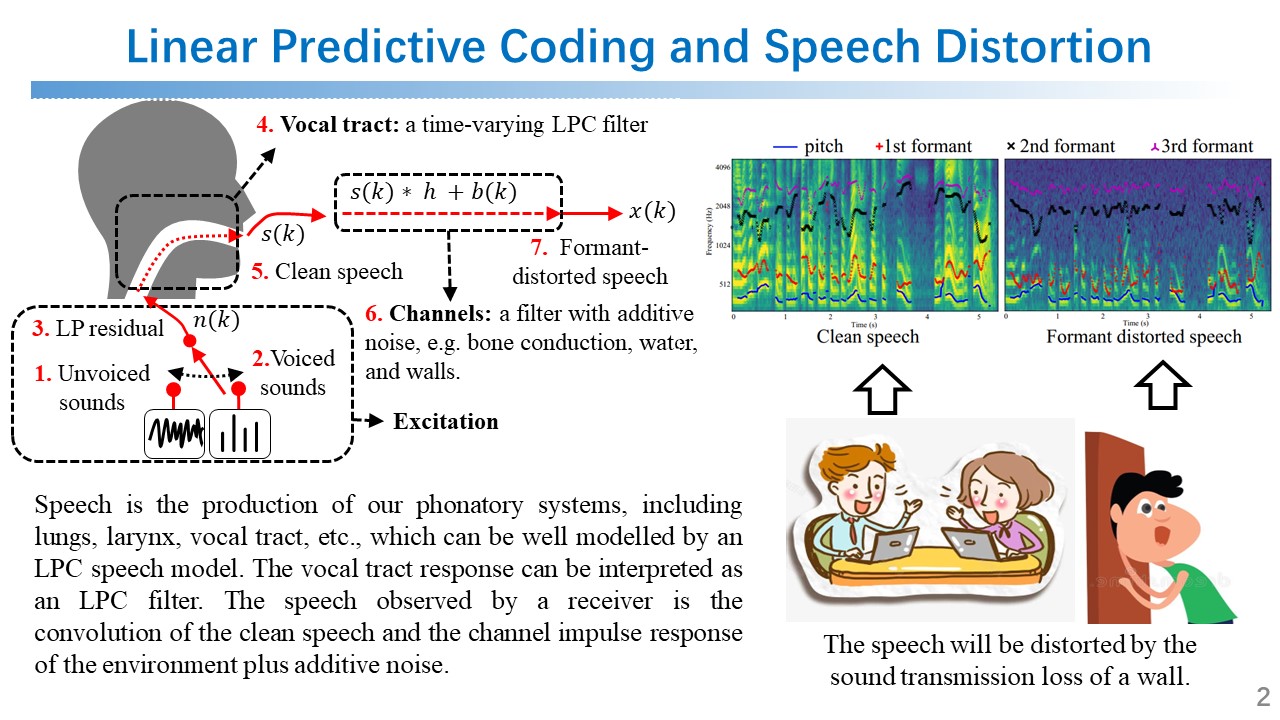 Linear Predictive Coding and Speech Distortion
4. Vocal tract: a time-varying LPC filter
s(k) * h + b(k)
x(k)
s(k)
7. Formant-
distorted speech
5. Clean speech
6. Channels: a filter with additive
noise, e.g. bone conduction, water,
and walls.
3. LP residual
n(k)
1. Unvoiced
sounds
2.Voiced
sounds
Excitation
Speech is the production of our phonatory systems, including
lungs, larynx, vocal tract, etc., which can be well modelled by an
LPC speech model. The vocal tract response can be interpreted as
an LPC filter. The speech observed by a receiver is the
convolution of the clean speech and the channel impulse response
of the environment plus additive noise.
pitch
1st formant
2nd formant
3rd formant
Frequency (Hz)
4096
2048
1024
512
0 1 2 3 4 5
Time (s)
Clean speech
0 1 2 3 4 5
Time (s)
Formant distorted speech
The speech will be distorted by the
sound transmission loss of a wall.
2